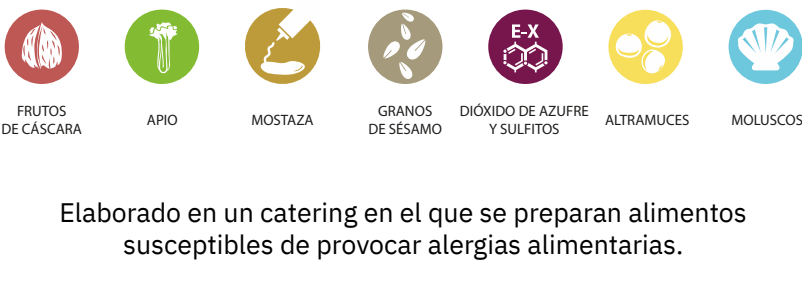 E-X
FRUTOS
DE CÁSCARA
APIO
MOSTAZA
GRANOS
DE SÉSAMO
DIÓXIDO DE AZUFRE
Y SULFITOS
ALTRAMUCES
MOLUSCOS
Elaborado en un catering en el que se preparan alimentos
susceptibles de provocar alergias alimentarias.